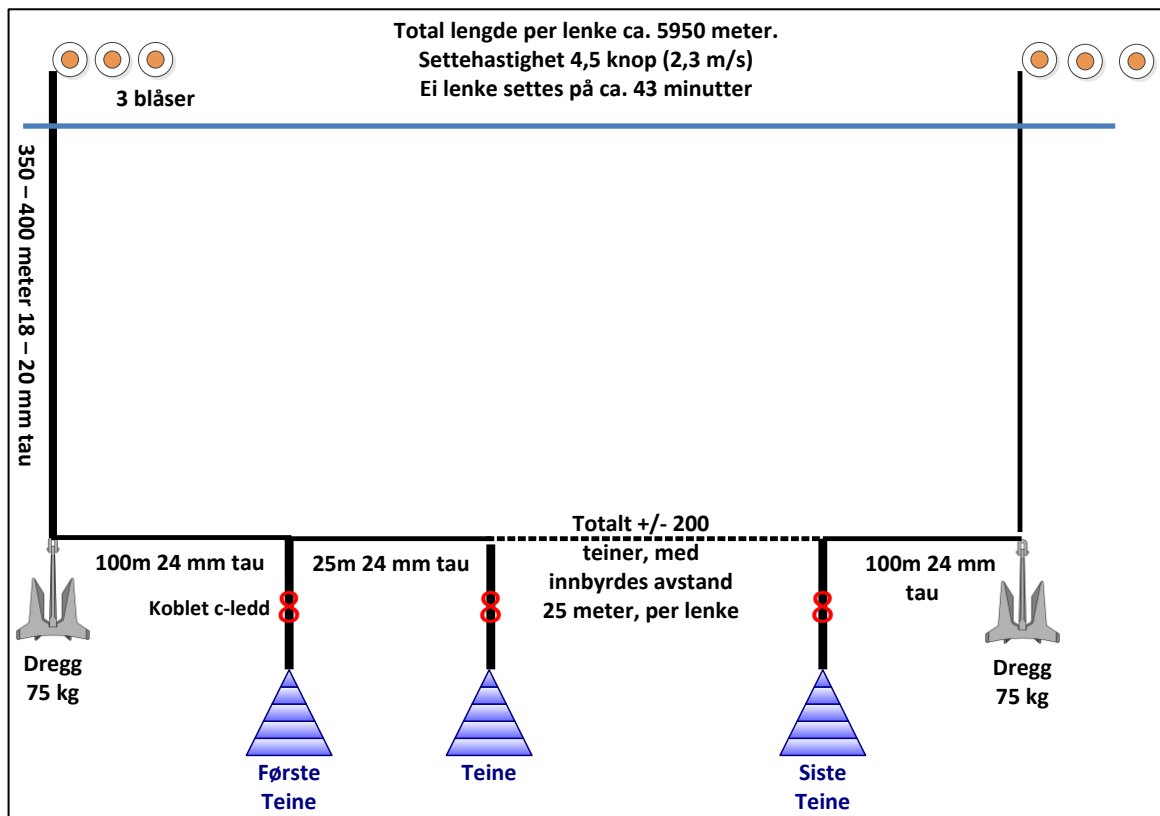 Total lengde per lenke ca. 5950 meter.
Settehastighet 4,5 knop (2,3 m/s)
Ei lenke settes på ca. 43 minutter
3 blåser
350 – 400 meter 18 – 20 mm tau
100m 24 mm tau
25m 24 mm tau
Totalt +/- 200
teiner, med
innbyrdes avstand
25 meter, per lenke
100m 24 mm
tau
Koblet c-ledd
Dregg
75 kg
Dregg
75 kg
Første
Teine
Teine
Siste
Teine